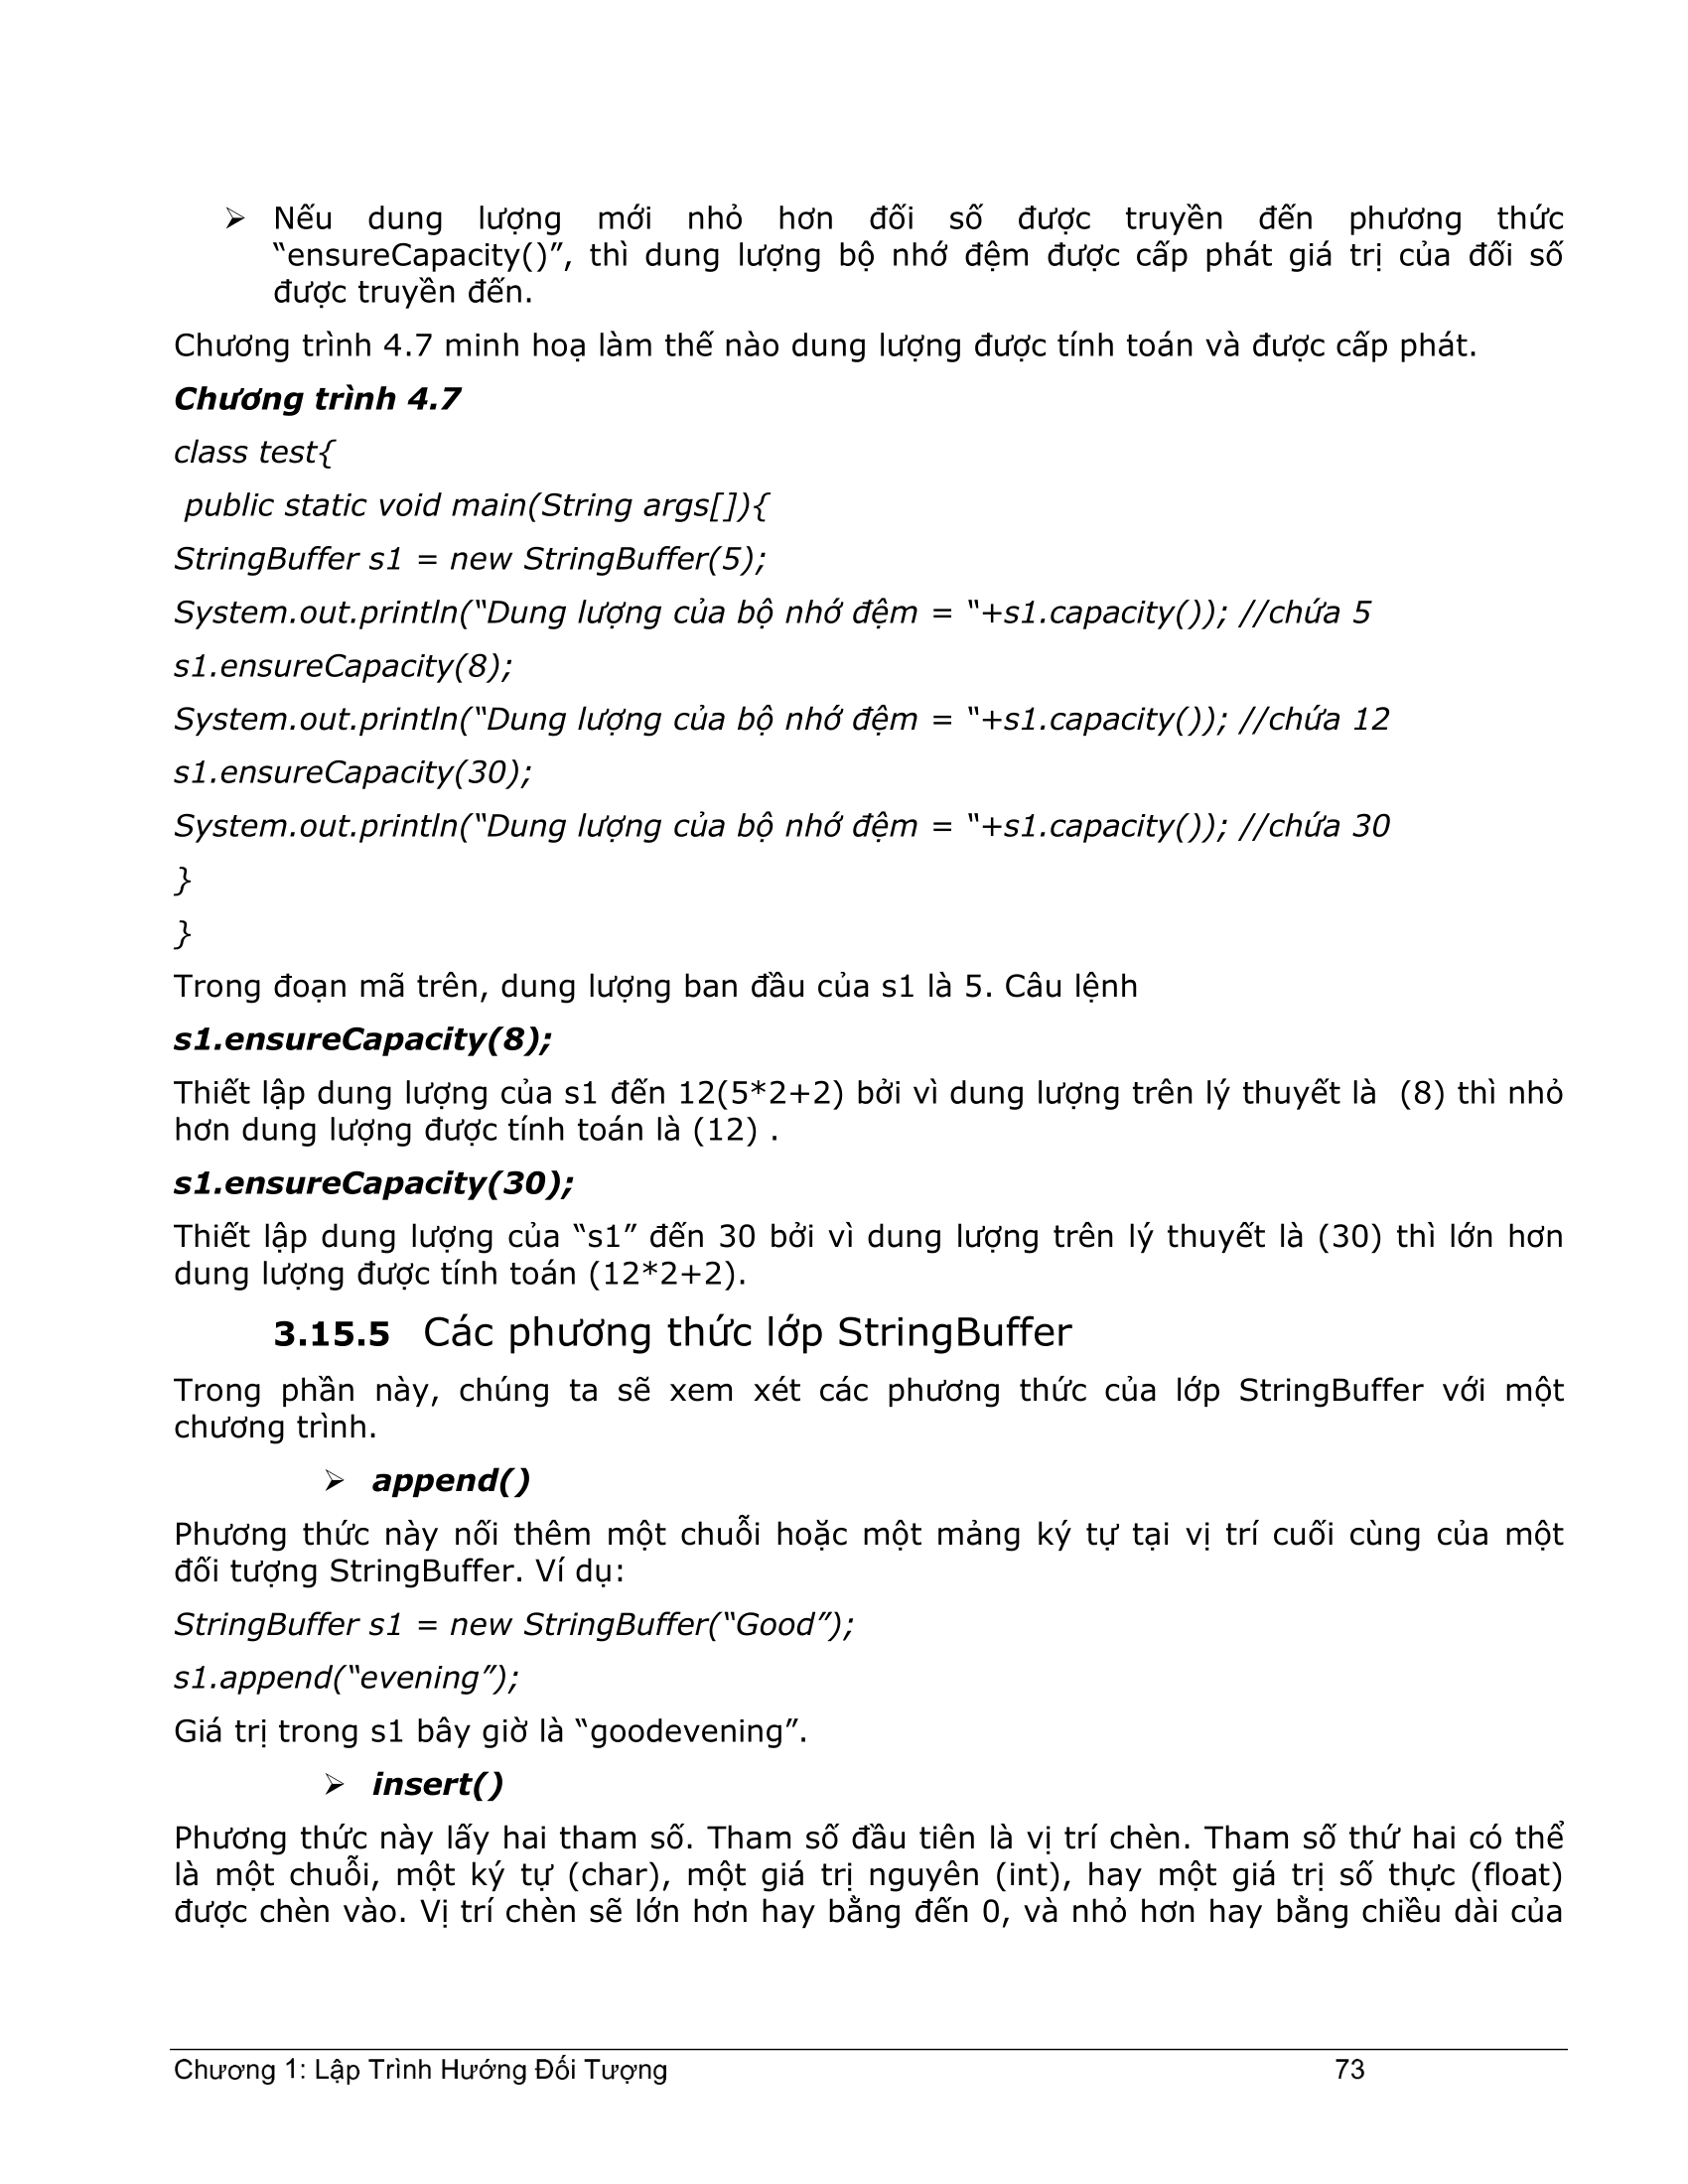 ➢ Nếu dung lượng mới nhỏ hơn đối số được truyền đến phương thức
“ensureCapacity()”, thì dung lượng bộ nhớ đệm được cấp phát giá trị của đối số
được truyền đến.
Chương trình 4.7 minh hoạ làm thế nào dung lượng được tính toán và được cấp phát.
Chương trình 4.7
class test{
public static void main(String args[]){
StringBuffer s1 = new StringBuffer(5);
System.out.println(“Dung lượng của bộ nhớ đệm = “+s1.capacity()); //chứa 5
s1.ensureCapacity(8);
System.out.println(“Dung lượng của bộ nhớ đệm = “+s1.capacity()); //chứa 12
s1.ensureCapacity(30);
System.out.println(“Dung lượng của bộ nhớ đệm = “+s1.capacity()); //chứa 30
}
}
Trong đoạn mã trên, dung lượng ban đầu của s1 là 5. Câu lệnh
s1.ensureCapacity(8);
Thiết lập dung lượng của s1 đến 12(5*2+2) bởi vì dung lượng trên lý thuyết là (8) thì nhỏ
hơn dung lượng được tính toán là (12) .
s1.ensureCapacity(30);
Thiết lập dung lượng của “s1” đến 30 bởi vì dung lượng trên lý thuyết là (30) thì lớn hơn
dung lượng được tính toán (12*2+2).
3.15.5 Các phương thức lớp StringBuffer
Trong phần này, chúng ta sẽ xem xét các phương thức của lớp StringBuffer với một
chương trình.
➢ append()
Phương thức này nối thêm một chuỗi hoặc một mảng ký tự tại vị trí cuối cùng của một
đối tượng StringBuffer. Ví dụ:
StringBuffer s1 = new StringBuffer(“Good”);
s1.append(“evening”);
Giá trị trong s1 bây giờ là “goodevening”.
➢ insert()
Phương thức này lấy hai tham số. Tham số đầu tiên là vị trí chèn. Tham số thứ hai có thể
là một chuỗi, một ký tự (char), một giá trị nguyên (int), hay một giá trị số thực (float)
được chèn vào. Vị trí chèn sẽ lớn hơn hay bằng đến 0, và nhỏ hơn hay bằng chiều dài của
Chương 1: Lập Trình Hướng Đối Tượng 73